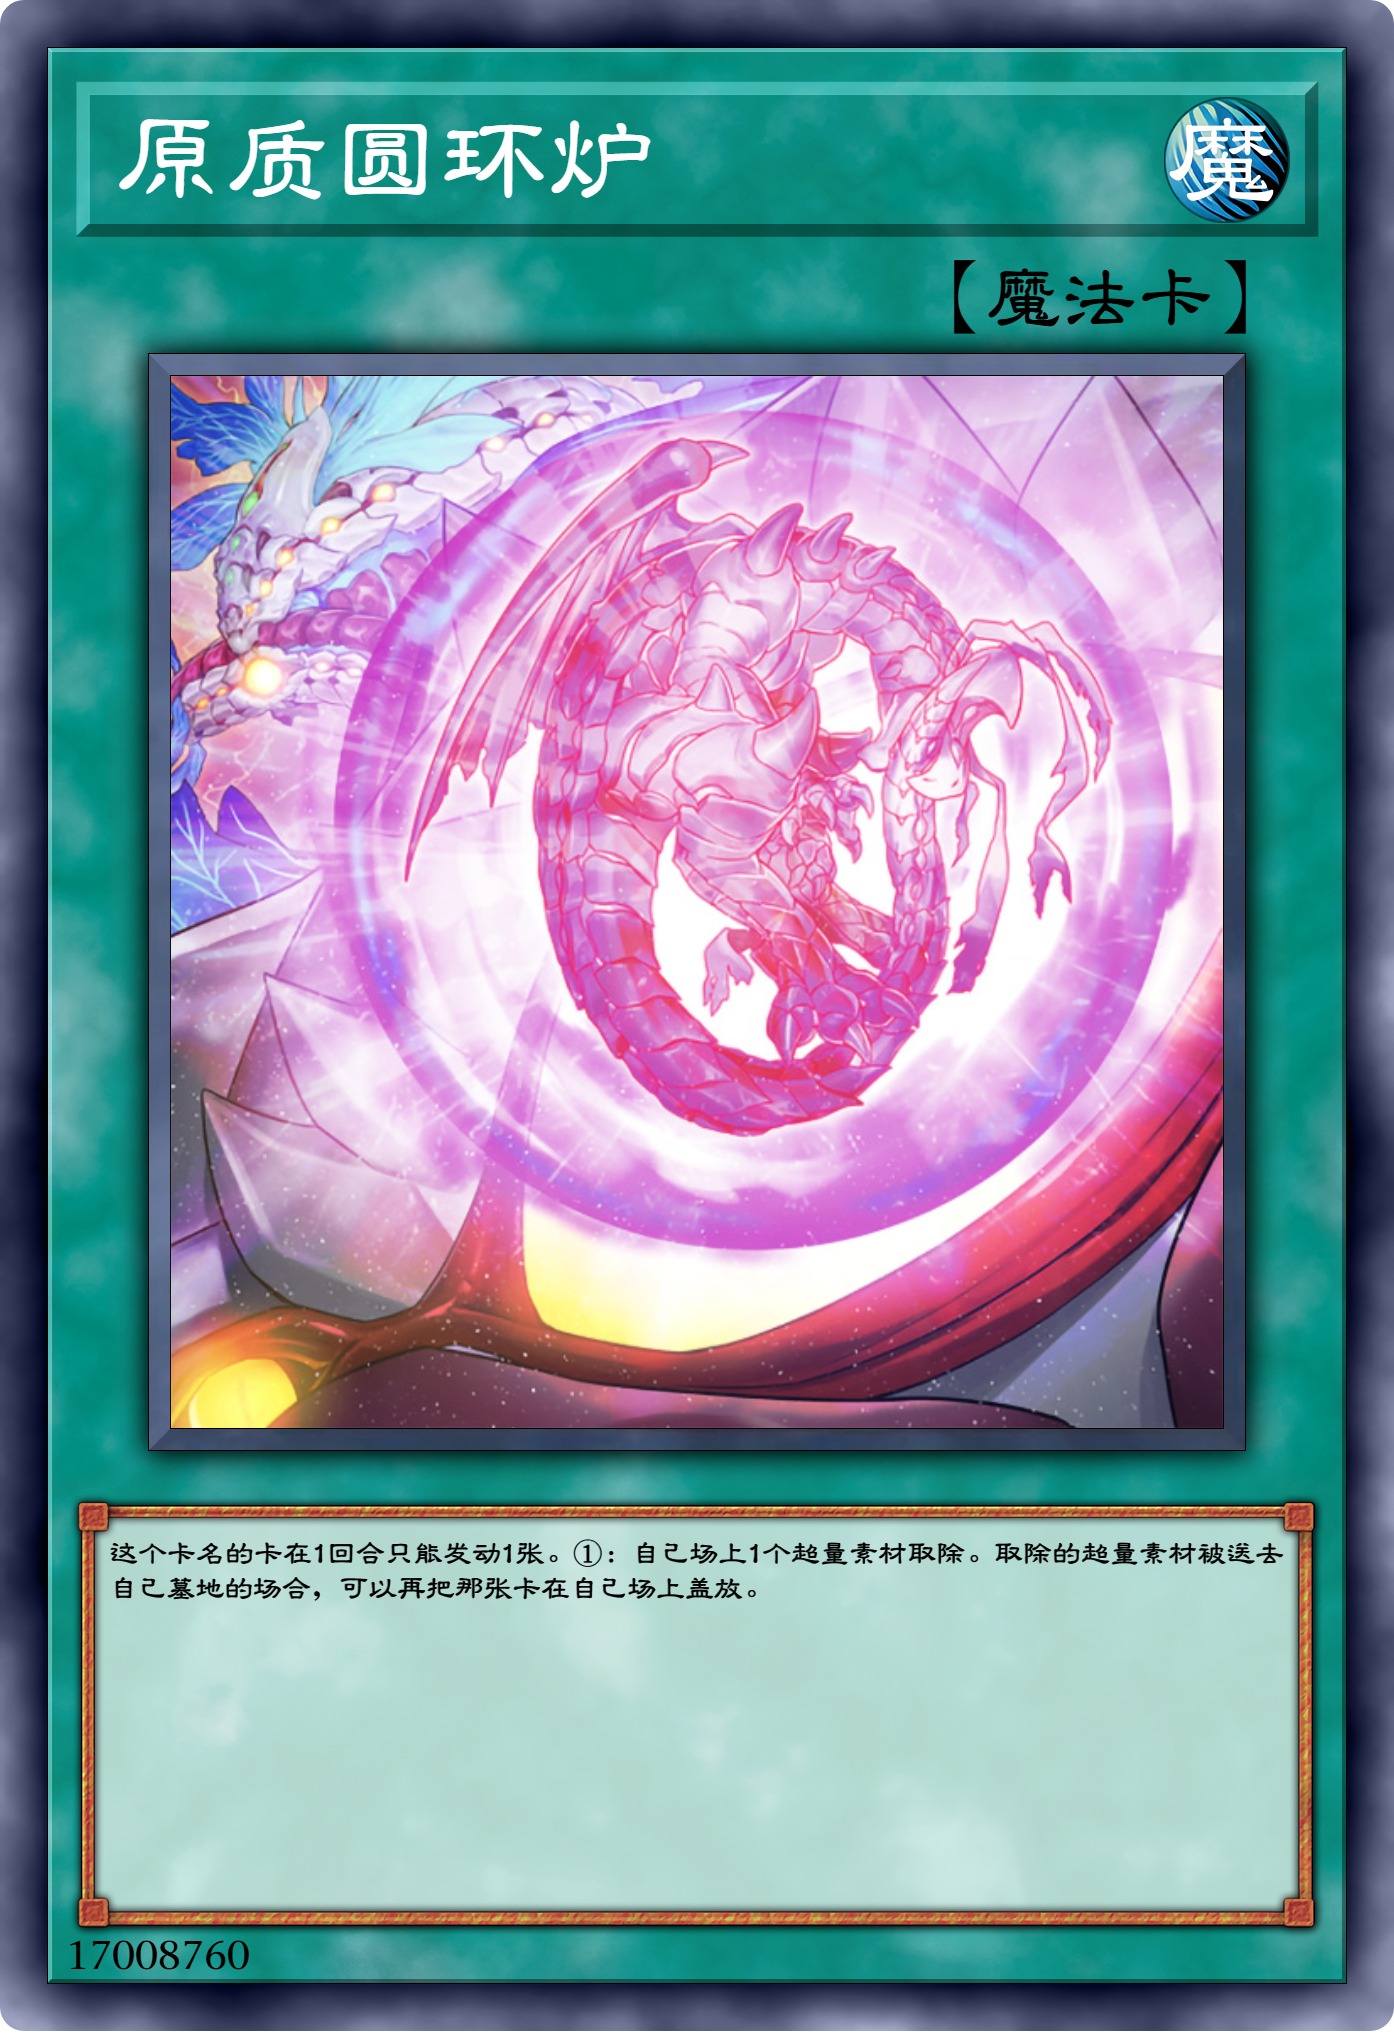 原质圆环炉
魔
【魔法卡】
这个卡名的卡在1回合只能发动1张。①：自己场上1个超量素材取除。取除的超量素材被送去
自己墓地的场合，可以再把那张卡在自己场上盖放。
17008760